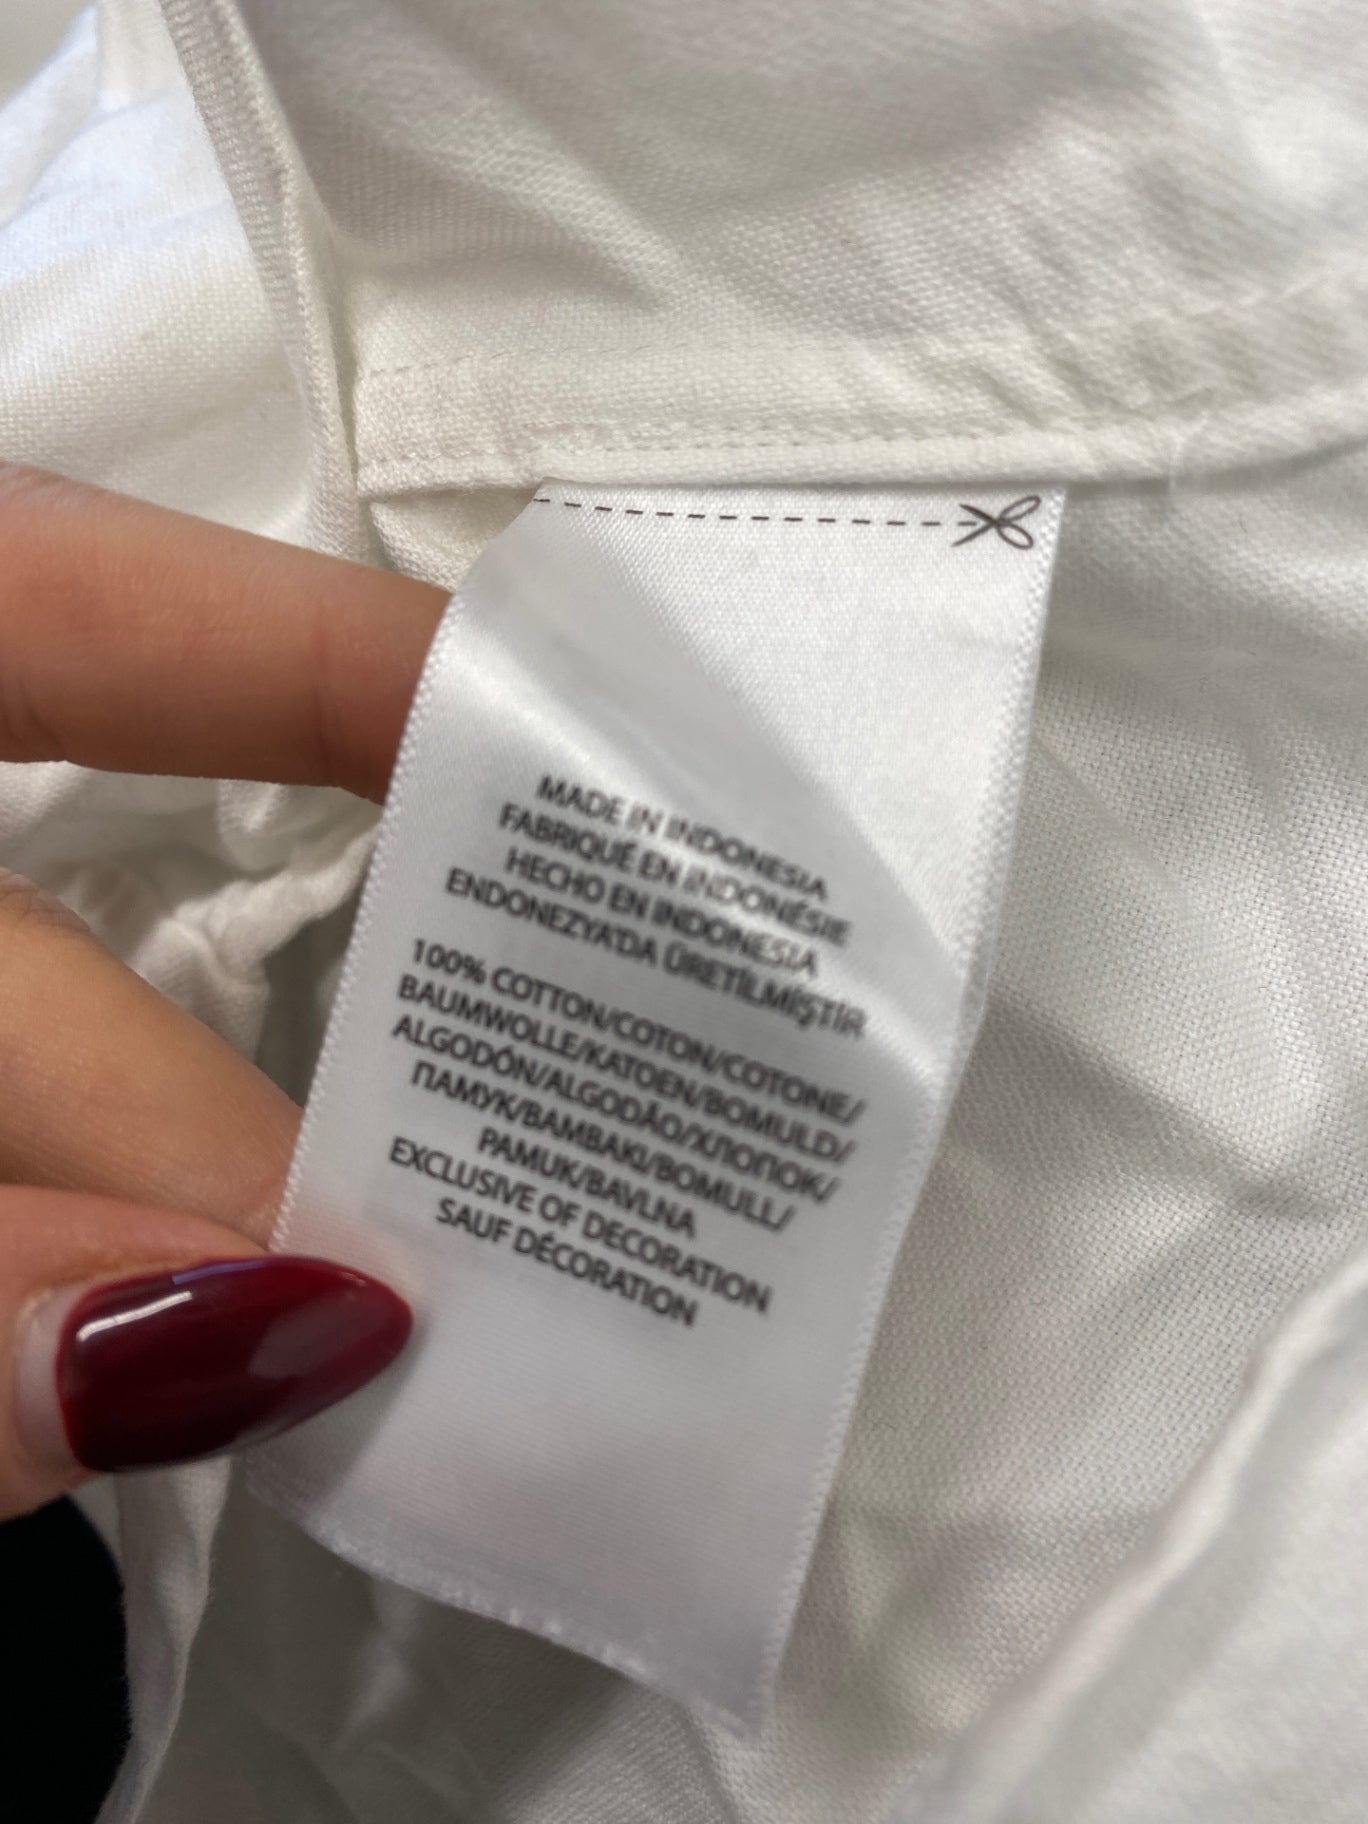 MADE IN INDONESIA
FABRIQUÉ EN INDONÉSIE
HECHO EN INDONESIA
ENDONEZYA'DA ÜRETİLMİŞTİR
100% COTTON/COTON/COTONE/
BAUMWOLLE/KATOEN/BOMULD/
ALGODÓN/ALGODÃO/ХЛОПОК/
ПАМУК/BAMBAKI/BOMULL/
PAMUK/BAVLNA
EXCLUSIVE OF DECORATION
SAUF DÉCORATION